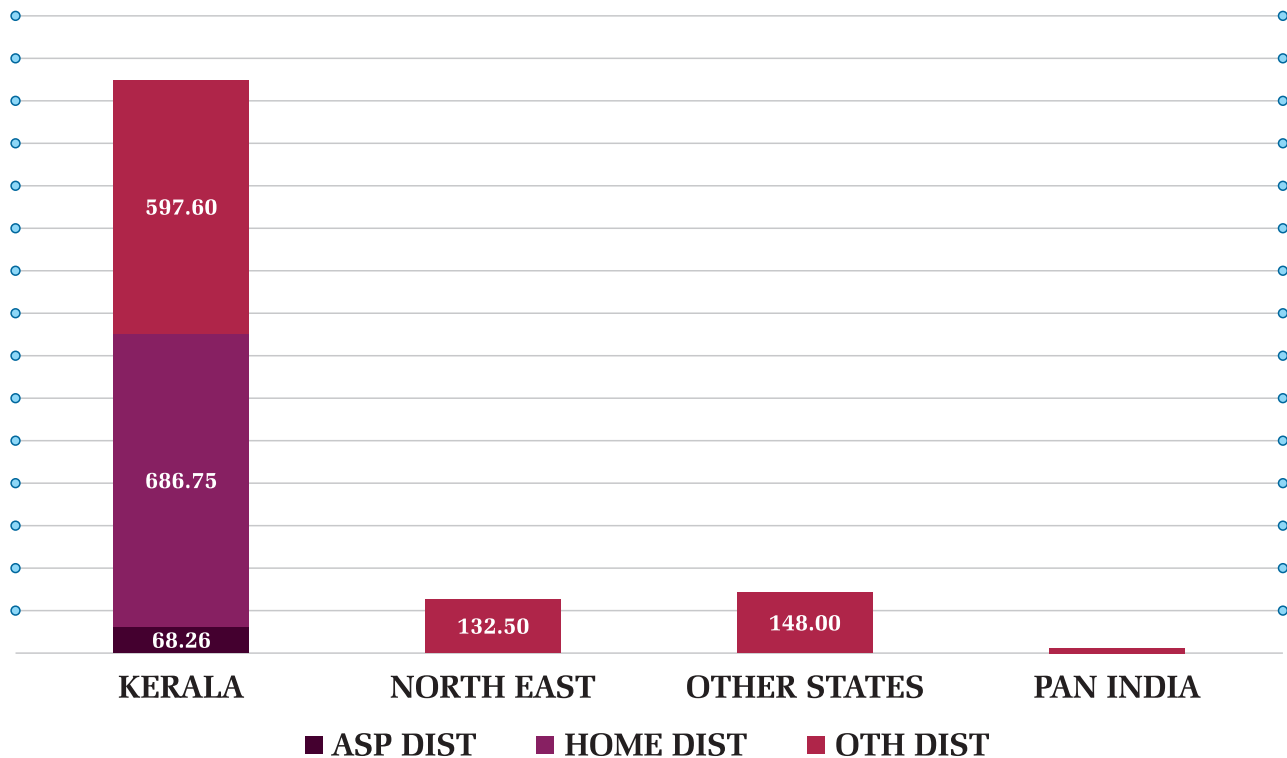 597.60
686.75
68.26
132.50
148.00
KERALA NORTH EAST OTHER STATES PAN INDIA
ASP DIST HOME DIST OTH DIST